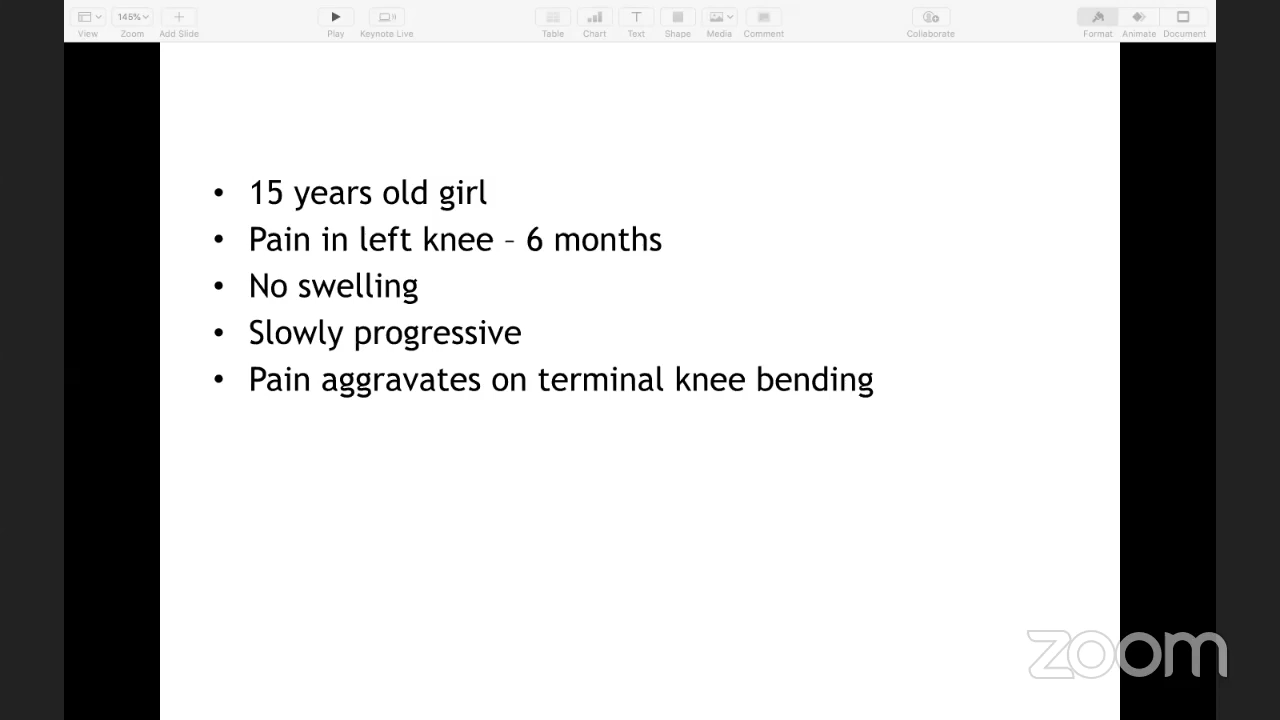 145%
View
Zoom
Add Slide
Play
Keynote Live
Table
Chart
Text
Shape
Media
Comment
Collaborate
Format
Animate
Document
• 15 years old girl
• Pain in left knee – 6 months
• No swelling
• Slowly progressive
• Pain aggravates on terminal knee bending
zoom